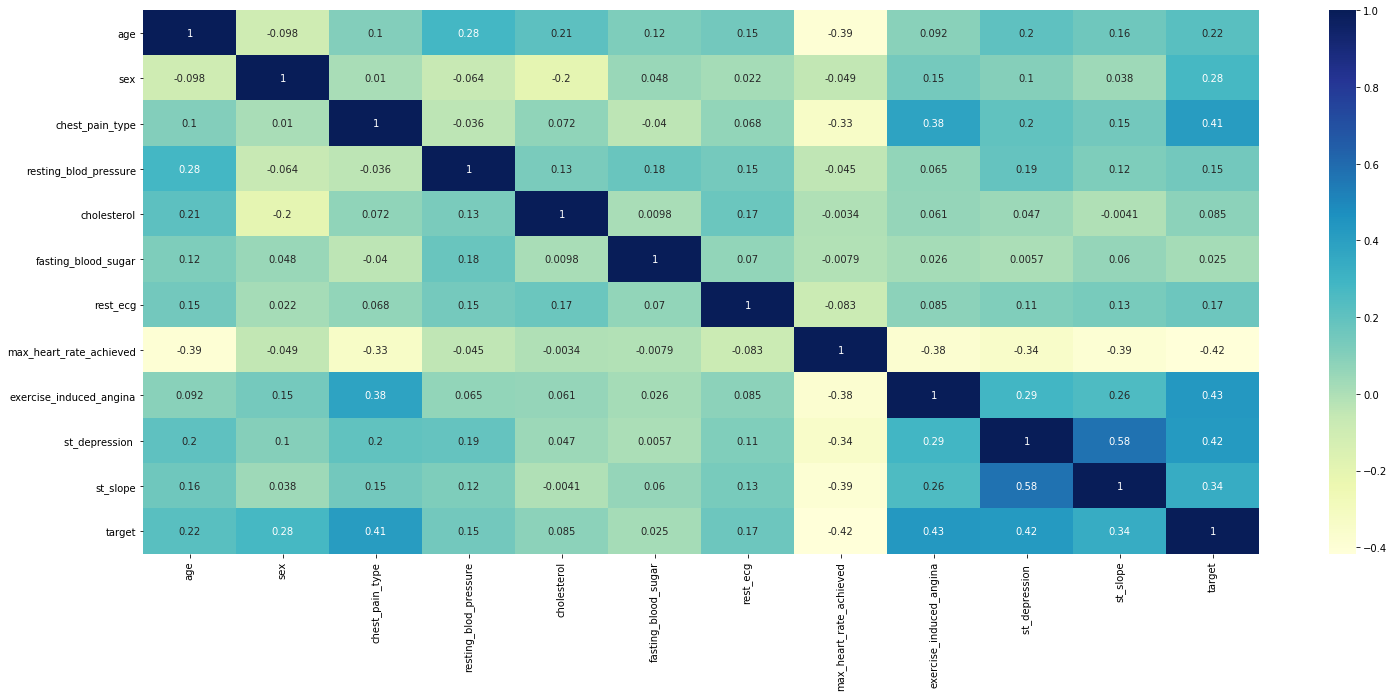 age 1 -0.098 0.1 0.28 0.21 0.12 0.15 -0.39 0.092 0.2 0.16 0.22
sex -0.098 1 0.01 -0.064 -0.2 0.048 0.022 -0.049 0.15 0.1 0.038 0.28
chest_pain_type 0.1 0.01 1 -0.036 0.072 -0.04 0.068 -0.33 0.38 0.2 0.15 0.41
resting_blod_pressure 0.28 -0.064 -0.036 1 0.13 0.18 0.15 -0.045 0.065 0.19 0.12 0.15
cholesterol 0.21 -0.2 0.072 0.13 1 0.0098 0.17 -0.0034 0.061 0.047 -0.0041 0.085
fasting_blood_sugar 0.12 0.048 -0.04 0.18 0.0098 1 0.07 -0.0079 0.026 0.0057 0.06 0.025
rest_ecg 0.15 0.022 0.068 0.15 0.17 0.07 1 -0.083 0.085 0.11 0.13 0.17
max_heart_rate_achieved -0.39 -0.049 -0.33 -0.045 -0.0034 -0.0079 -0.083 1 -0.38 -0.34 -0.39 -0.42
exercise_induced_angina 0.092 0.15 0.38 0.065 0.061 0.026 0.085 -0.38 1 0.29 0.26 0.43
st_depression 0.2 0.1 0.2 0.19 0.047 0.0057 0.11 -0.34 0.29 1 0.58 0.42
st_slope 0.16 0.038 0.15 0.12 -0.0041 0.06 0.13 -0.39 0.26 0.58 1 0.34
target 0.22 0.28 0.41 0.15 0.085 0.025 0.17 -0.42 0.43 0.42 0.34 1
age
sex
chest_pain_type
resting_blod_pressure
cholesterol
fasting_blood_sugar
rest_ecg
max_heart_rate_achieved
exercise_induced_angina
st_depression
st_slope
target
1.0
0.8
0.6
0.4
0.2
0.0
−0.2
−0.4